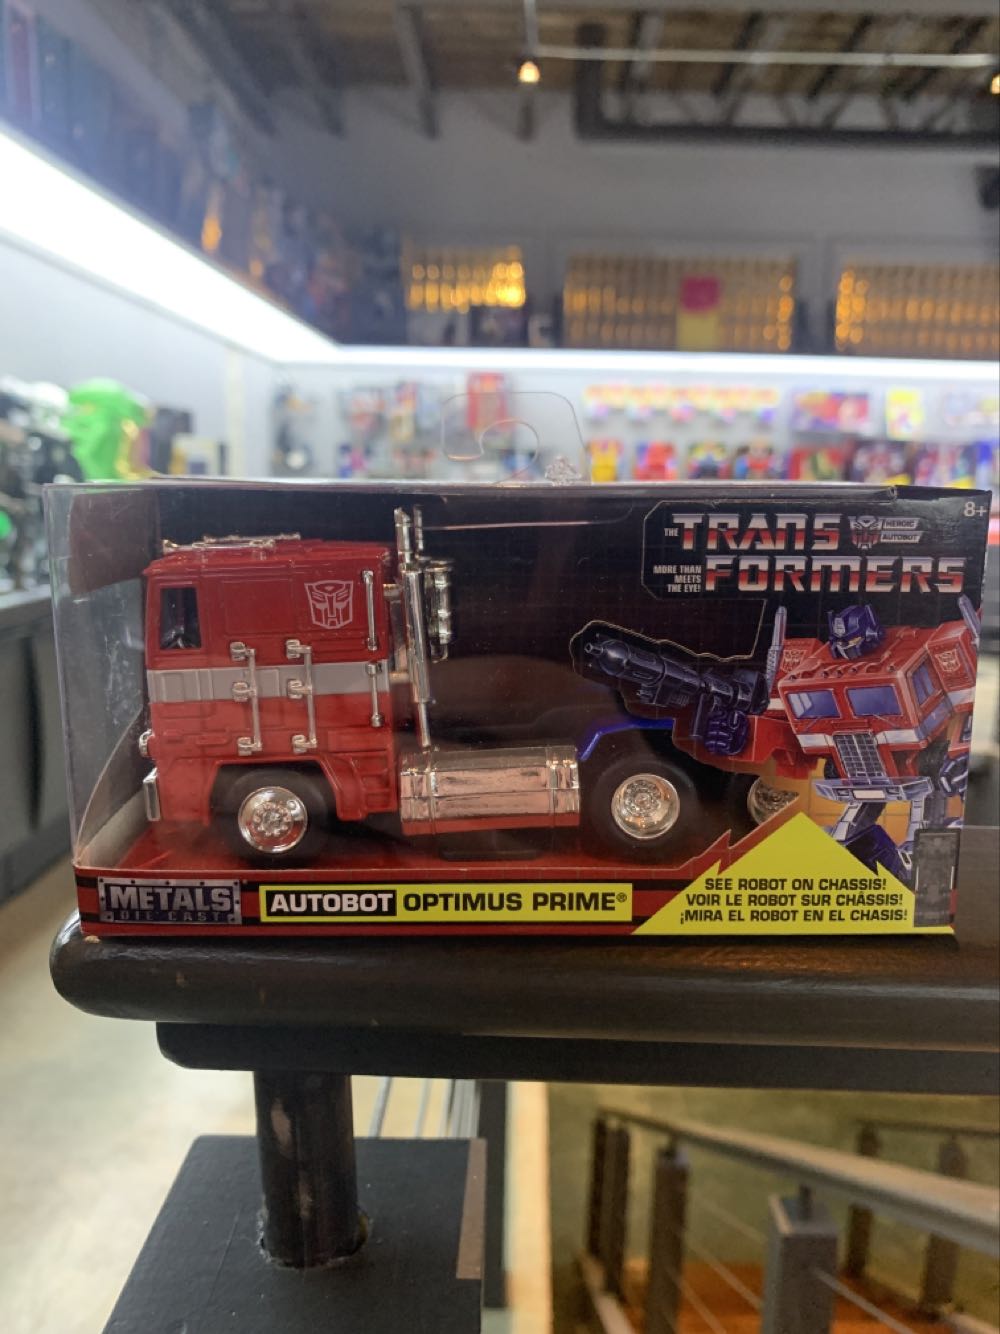 8+
THE TRANS
HEROIC
AUTOBOT
FORMERS
MORE THAN
MEETS
THE EYE!
METALS
DIE CAST
AUTOBOT OPTIMUS PRIME®
SEE ROBOT ON CHASSIS!
VOIR LE ROBOT SUR CHÂSSIS!
¡MIRA EL ROBOT EN EL CHASIS!